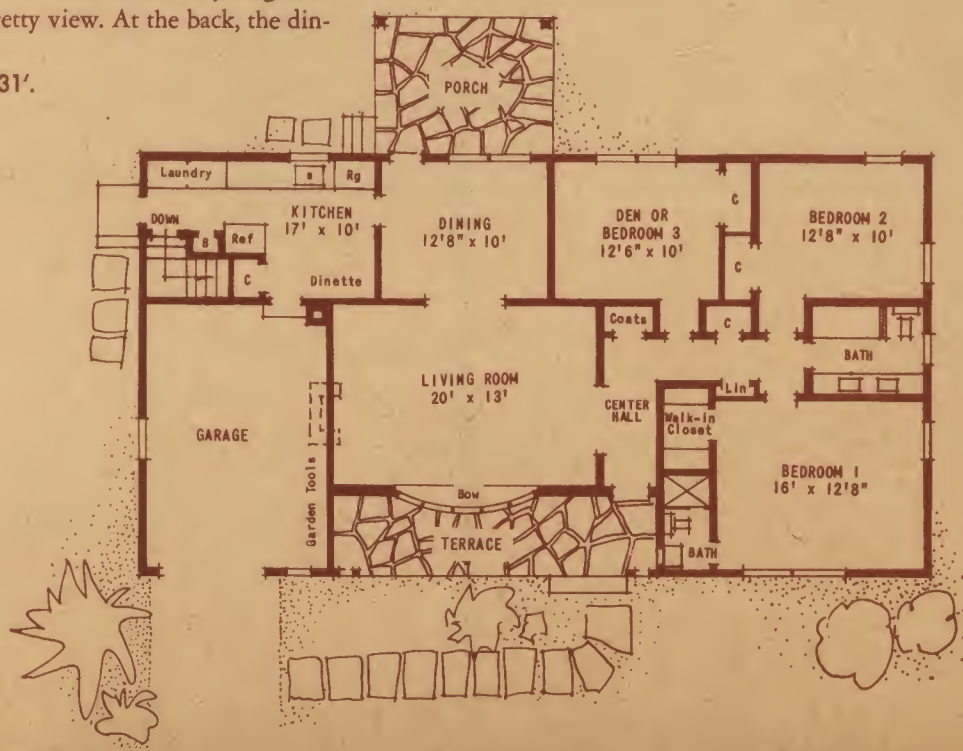 etty view. At the back, the din-
31'.
PORCH
Laundry
s
Rg
DOWN
KITCHEN
17' x 10'
B
Ref
C
Dinette
DINING
12'8" x 10'
DEN OR
BEDROOM 3
12'6" x 10'
C
C
BEDROOM 2
12'8" x 10'
Coats
C
BATH
LIVING ROOM
20' x 13'
CENTER
HALL
Lin
Walk-in
Closet
GARAGE
Garden Tools
BEDROOM 1
16' x 12'8"
Bow
TERRACE
BATH